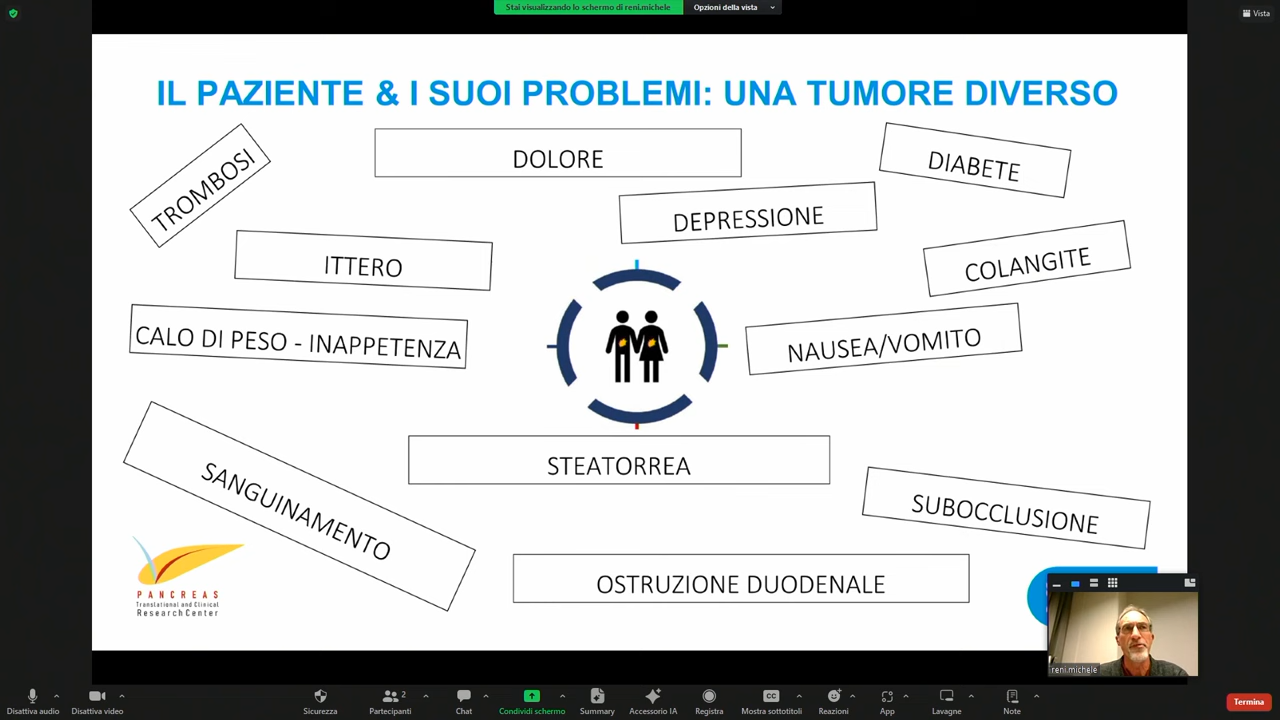 Stai visualizzando lo schermo di reni.michele
Opzioni della vista
Vista
IL PAZIENTE & I SUOI PROBLEMI: UNA TUMORE DIVERSO
TROMBOSI
DOLORE
DIABETE
DEPRESSIONE
ITTERO
COLANGITE
CALO DI PESO - INAPPETENZA
NAUSEA/VOMITO
STEATORREA
SANGUINAMENTO
SUBOCCLUSIONE
OSTRUZIONE DUODENALE
PANCREAS
Translational and Clinical
Research Center
reni.michele
Disattiva audio
Disattiva video
Sicurezza
Partecipanti
2
Chat
Condividi schermo
Summary
Accessorio IA
Registra
Mostra sottotitoli
Reazioni
App
Lavagne
Note
Termina